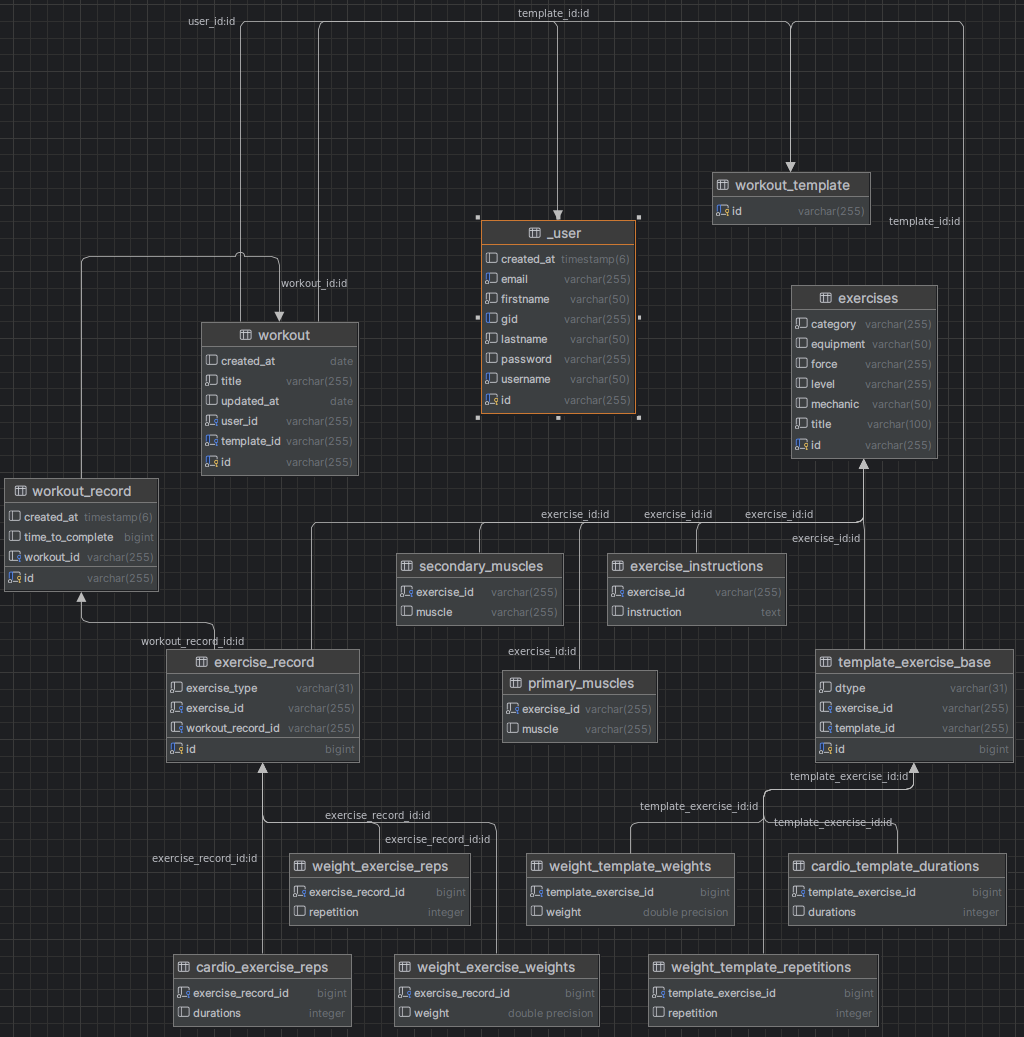 template_id:id
user_id:id
workout_template
id varchar(255)
template_id:id
_user
created_at timestamp(6)
email varchar(255)
firstname varchar(50)
gid varchar(255)
lastname varchar(50)
password varchar(255)
username varchar(50)
id varchar(255)
workout_id:id
exercises
category varchar(255)
equipment varchar(50)
force varchar(255)
level varchar(255)
mechanic varchar(50)
title varchar(100)
id varchar(255)
workout
created_at date
title varchar(255)
updated_at date
user_id varchar(255)
template_id varchar(255)
id varchar(255)
workout_record
created_at timestamp(6)
time_to_complete bigint
workout_id varchar(255)
id varchar(255)
exercise_id:id
exercise_id:id
exercise_id:id
exercise_id:id
secondary_muscles
exercise_id varchar(255)
muscle varchar(255)
exercise_instructions
exercise_id varchar(255)
instruction text
workout_record_id:id
exercise_id:id
exercise_record
exercise_type varchar(31)
exercise_id varchar(255)
workout_record_id varchar(255)
id bigint
primary_muscles
exercise_id varchar(255)
muscle varchar(255)
template_exercise_base
dtype varchar(31)
exercise_id varchar(255)
template_id varchar(255)
id bigint
template_exercise_id:id
template_exercise_id:id
template_exercise_id:id
exercise_record_id:id
exercise_record_id:id
exercise_record_id:id
weight_exercise_reps
exercise_record_id bigint
repetition integer
weight_template_weights
template_exercise_id bigint
weight double precision
cardio_template_durations
template_exercise_id bigint
durations integer
cardio_exercise_reps
exercise_record_id bigint
durations integer
weight_exercise_weights
exercise_record_id bigint
weight double precision
weight_template_repetitions
template_exercise_id bigint
repetition integer